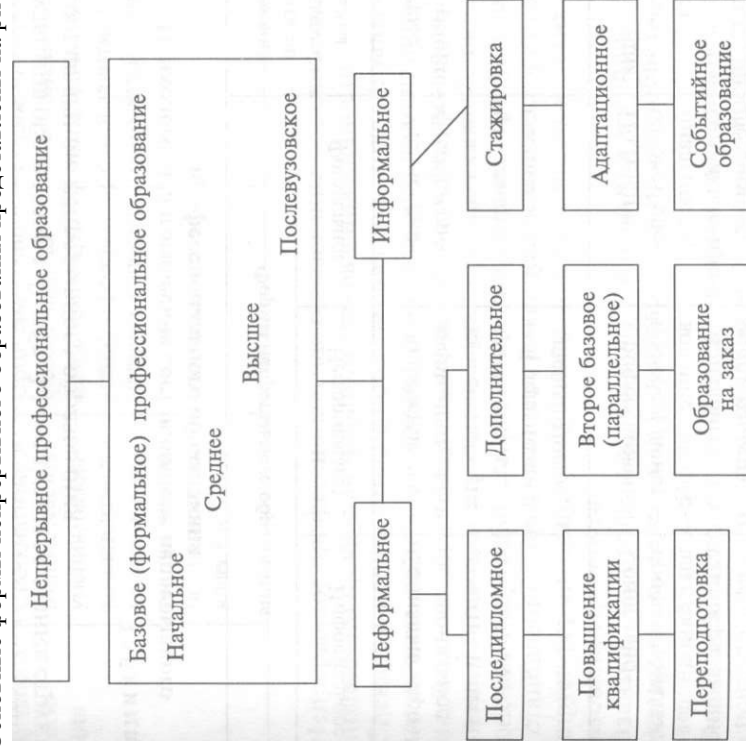 Непрерывное профессиональное образование
Базовое (формальное) профессиональное образование
Начальное
Среднее
Высшее
Послевузовское
Неформальное
Информальное
Последипломное
Дополнительное
Стажировка
Повышение
квалификации
Второе базовое
(параллельное)
Адаптационное
Переподготовка
Образование
на заказ
Событийное
образование